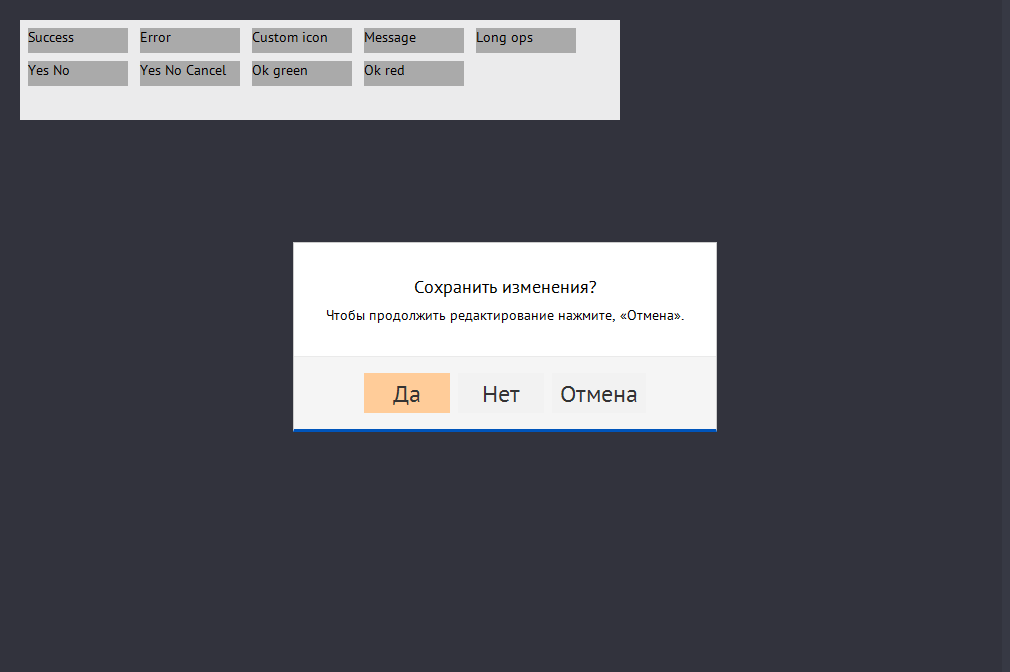 Success Error Custom icon Message Long ops
Yes No Yes No Cancel Ok green Ok red
Сохранить изменения?
Чтобы продолжить редактирование нажмите, «Отмена».
Да Нет Отмена